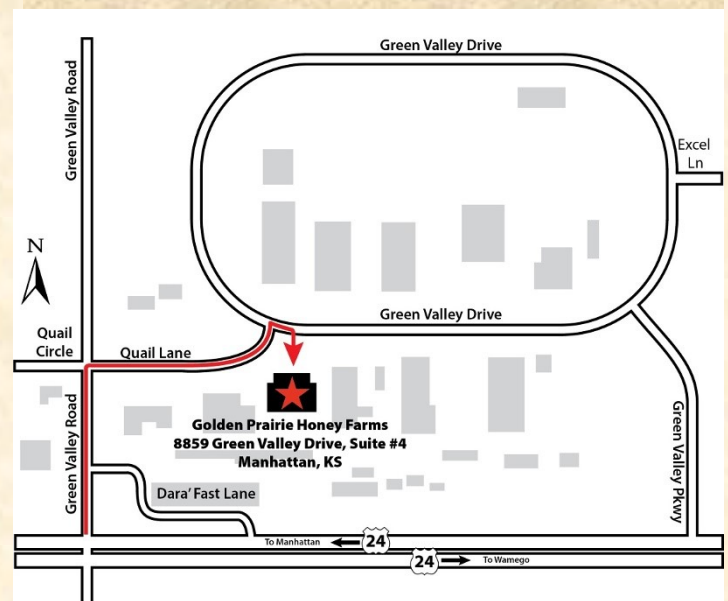 Green Valley Drive
Green Valley Road
Excel
Ln
N
Green Valley Drive
Quail
Circle
Quail Lane
Golden Prairie Honey Farms
8859 Green Valley Drive, Suite #4
Manhattan, KS
Green Valley Road
Green Valley Pkwy
Dara' Fast Lane
To Manhattan
24
24
To Wamego